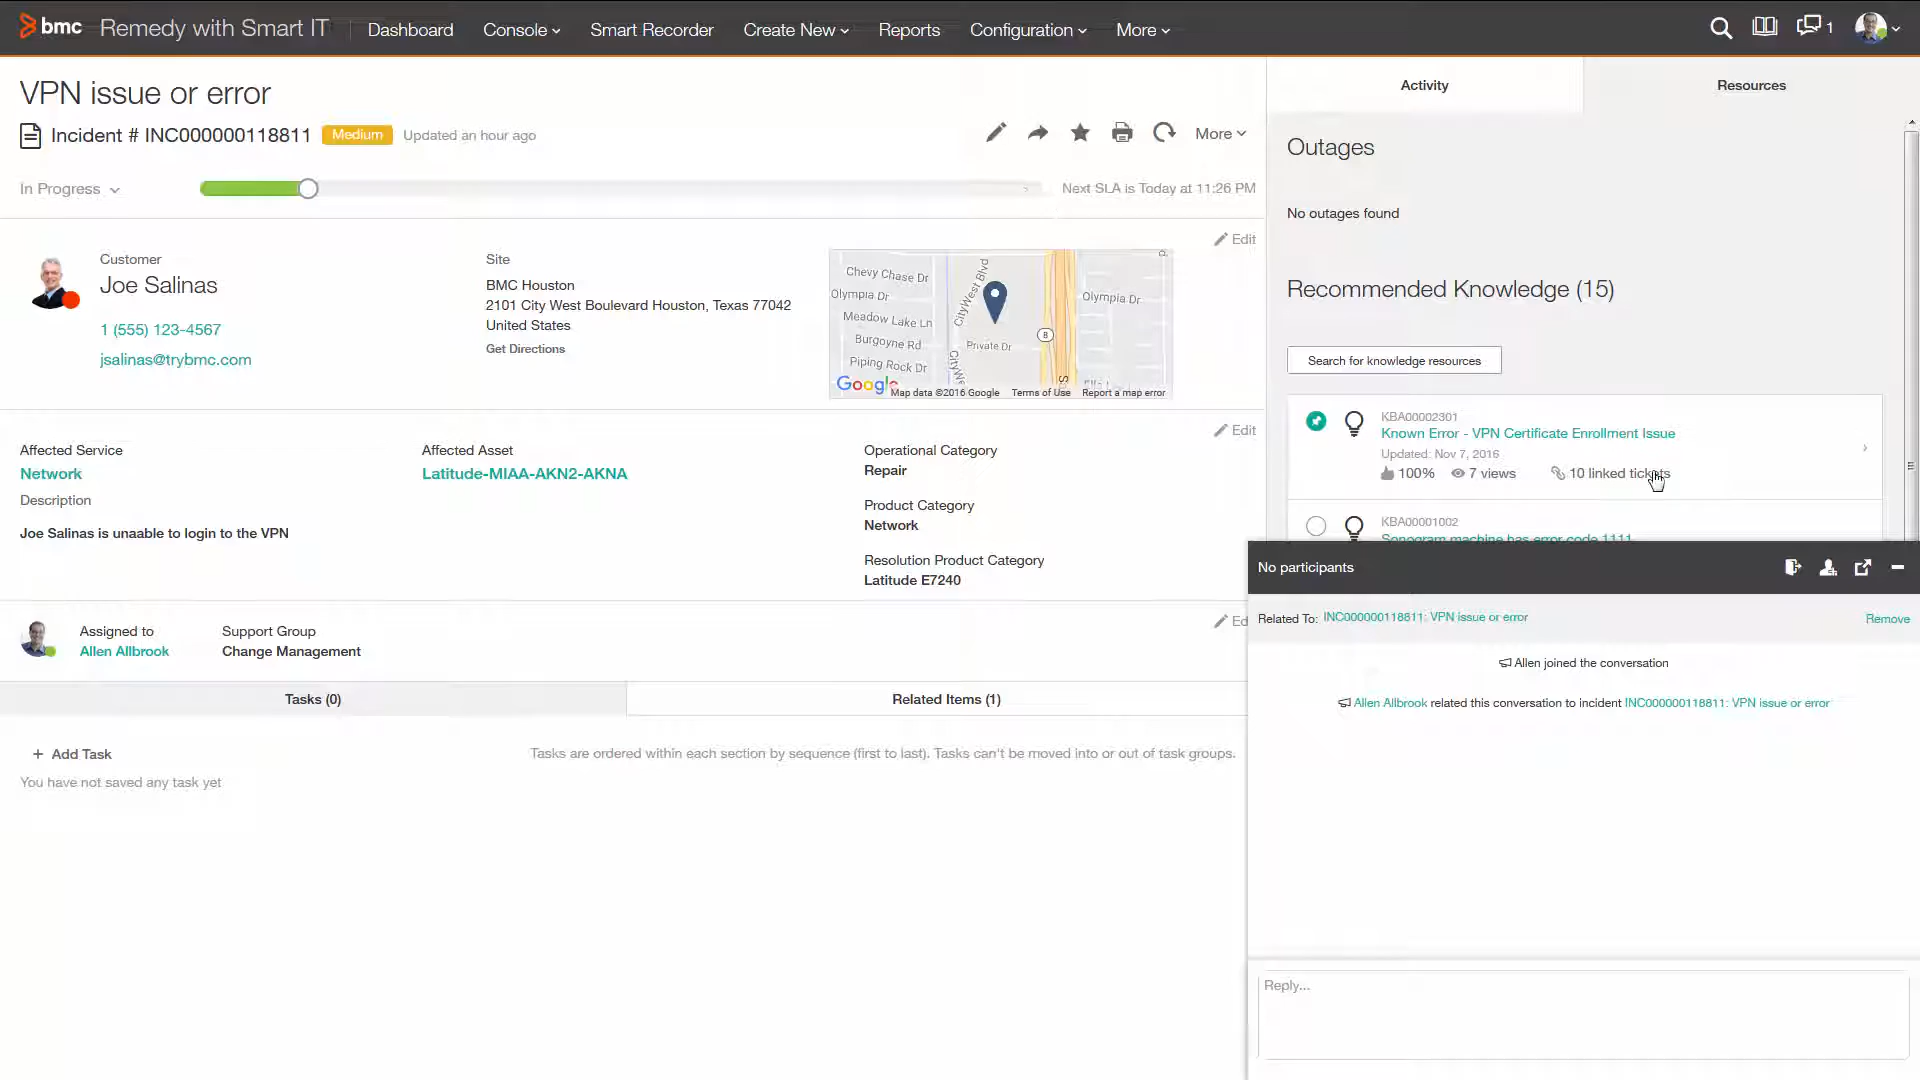 bmc Remedy with Smart IT Dashboard Console Smart Recorder Create New Reports Configuration More 1
VPN issue or error
Incident # INC000000118811 Medium Updated an hour ago More
In Progress Next SLA is Today at 11:26 PM
Edit
Customer
Joe Salinas
1 (555) 123-4567
jsalinas@trybmc.com
Site
BMC Houston
2101 City West Boulevard Houston, Texas 77042
United States
Get Directions
Chevy Chase Dr
Olympia Dr
Meadow Lake Ln
Burgoyne Rd
Piping Rock Dr
CityWest Blvd
Private Dr
Olympia Dr
8
Google Map data ©2016 Google Terms of Use Report a map error
Edit
Affected Service
Network
Description
Joe Salinas is unaable to login to the VPN
Affected Asset
Latitude-MIAA-AKN2-AKNA
Operational Category
Repair
Product Category
Network
Resolution Product Category
Latitude E7240
Assigned to
Allen Allbrook
Support Group
Change Management
Tasks (0) Related Items (1)
+ Add Task
Tasks are ordered within each section by sequence (first to last). Tasks can't be moved into or out of task groups.
You have not saved any task yet
Activity Resources
Outages
No outages found
Recommended Knowledge (15)
Search for knowledge resources
KBA00002301
Known Error - VPN Certificate Enrollment Issue
Updated: Nov 7, 2016
100% 7 views 10 linked tickets
KBA00001002
Sonogram machine has error code 1111
No participants
Related To: INC000000118811: VPN issue or error Remove
Allen joined the conversation
Allen Allbrook related this conversation to incident INC000000118811: VPN issue or error
Reply...